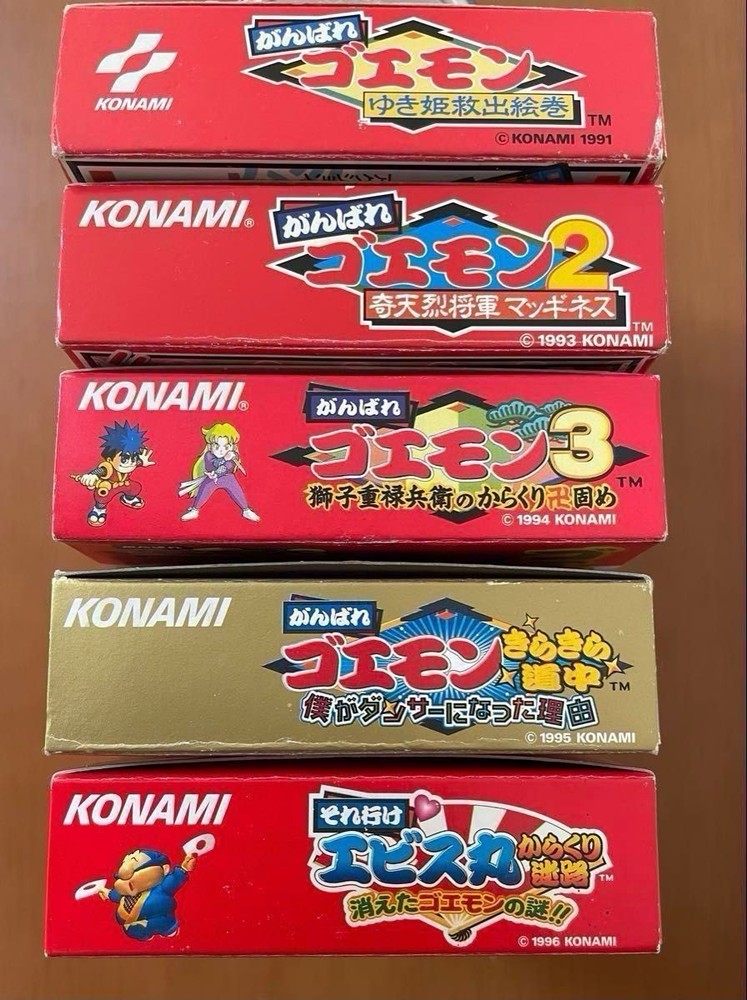 がんばれ
ゴエモン
ゆき姫救出絵巻
TM
KONAMI
© KONAMI 1991
KONAMI®
がんばれ
ゴエモン2
奇天烈将軍 マッギネス
TM
© 1993 KONAMI
KONAMI®
がんばれ
ゴエモン3
TM
獅子重禄兵衛のからくり卍固め
© 1994 KONAMI
KONAMI
がんばれ
ゴエモン きらきら
道中 TM
僕がダンサーになった理由
© 1995 KONAMI
KONAMI
それ行け
エビス丸 からくり
迷路 TM
消えたゴエモンの謎!!
© 1996 KONAMI